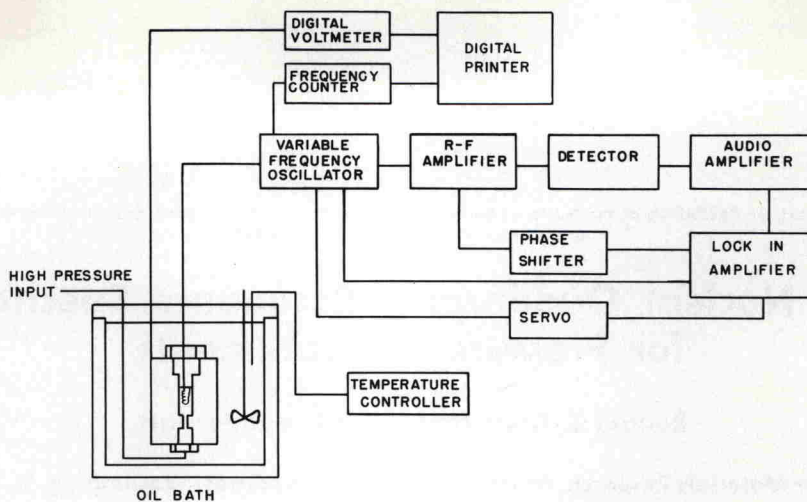 DIGITAL
VOLTMETER
DIGITAL
PRINTER
FREQUENCY
COUNTER
VARIABLE
FREQUENCY
OSCILLATOR
R-F
AMPLIFIER
DETECTOR
AUDIO
AMPLIFIER
PHASE
SHIFTER
LOCK IN
AMPLIFIER
HIGH PRESSURE
INPUT
SERVO
TEMPERATURE
CONTROLLER
OIL BATH